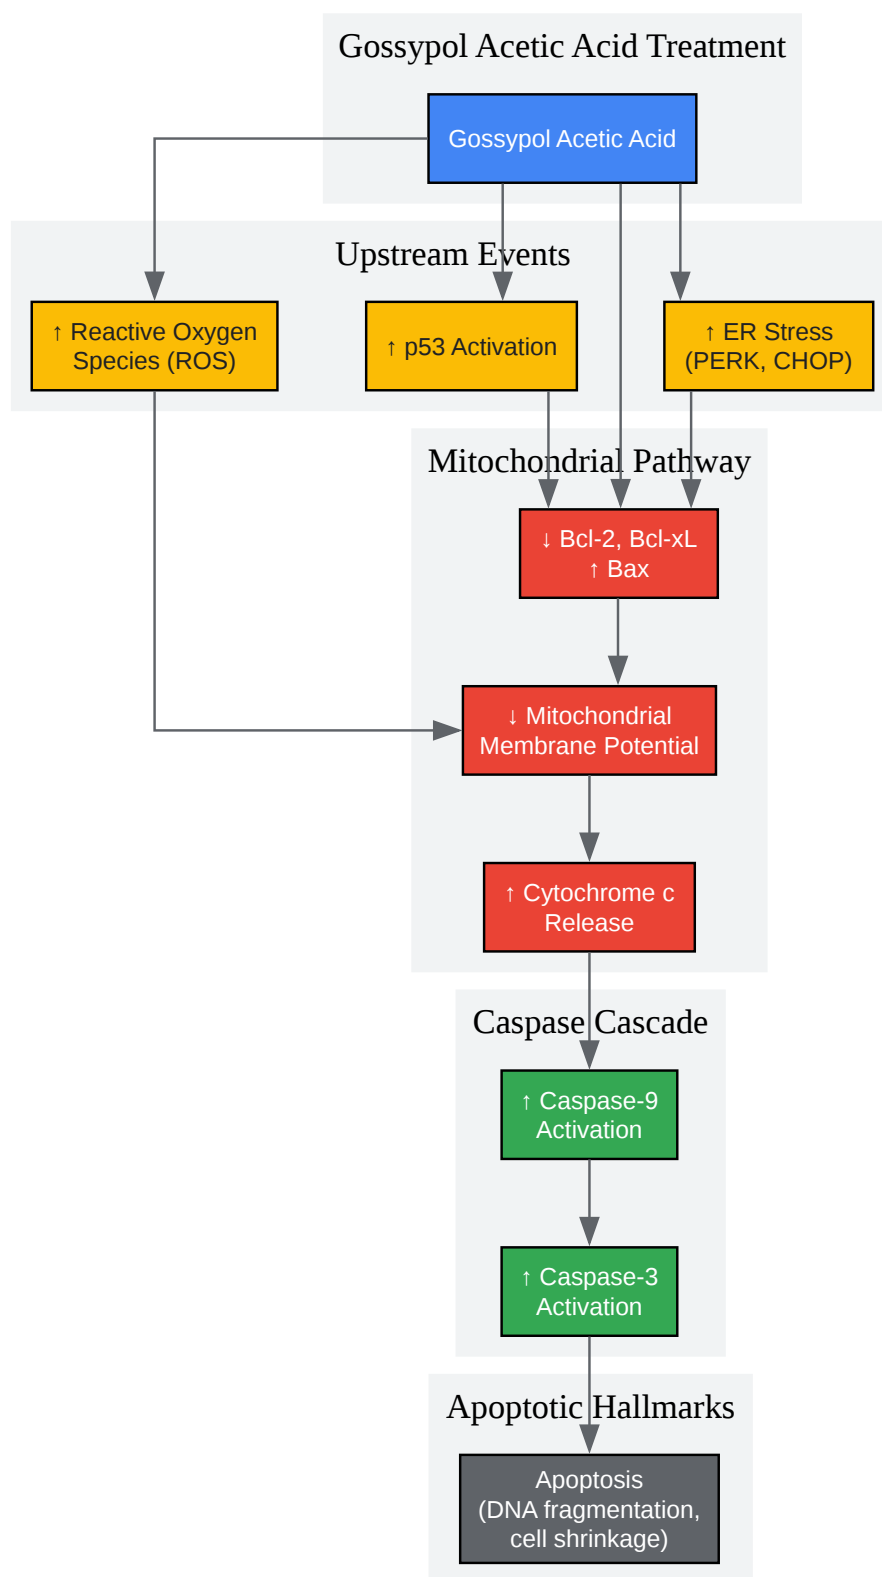 Gossypol Acetic Acid Treatment
Gossypol Acetic Acid
Upstream Events
↑ Reactive Oxygen
Species (ROS)
↑ p53 Activation
↑ ER Stress
(PERK, CHOP)
Mitochondrial Pathway
↓ Bcl-2, Bcl-xL
↑ Bax
↓ Mitochondrial
Membrane Potential
↑ Cytochrome c
Release
Caspase Cascade
↑ Caspase-9
Activation
↑ Caspase-3
Activation
Apoptotic Hallmarks
Apoptosis
(DNA fragmentation,
cell shrinkage)